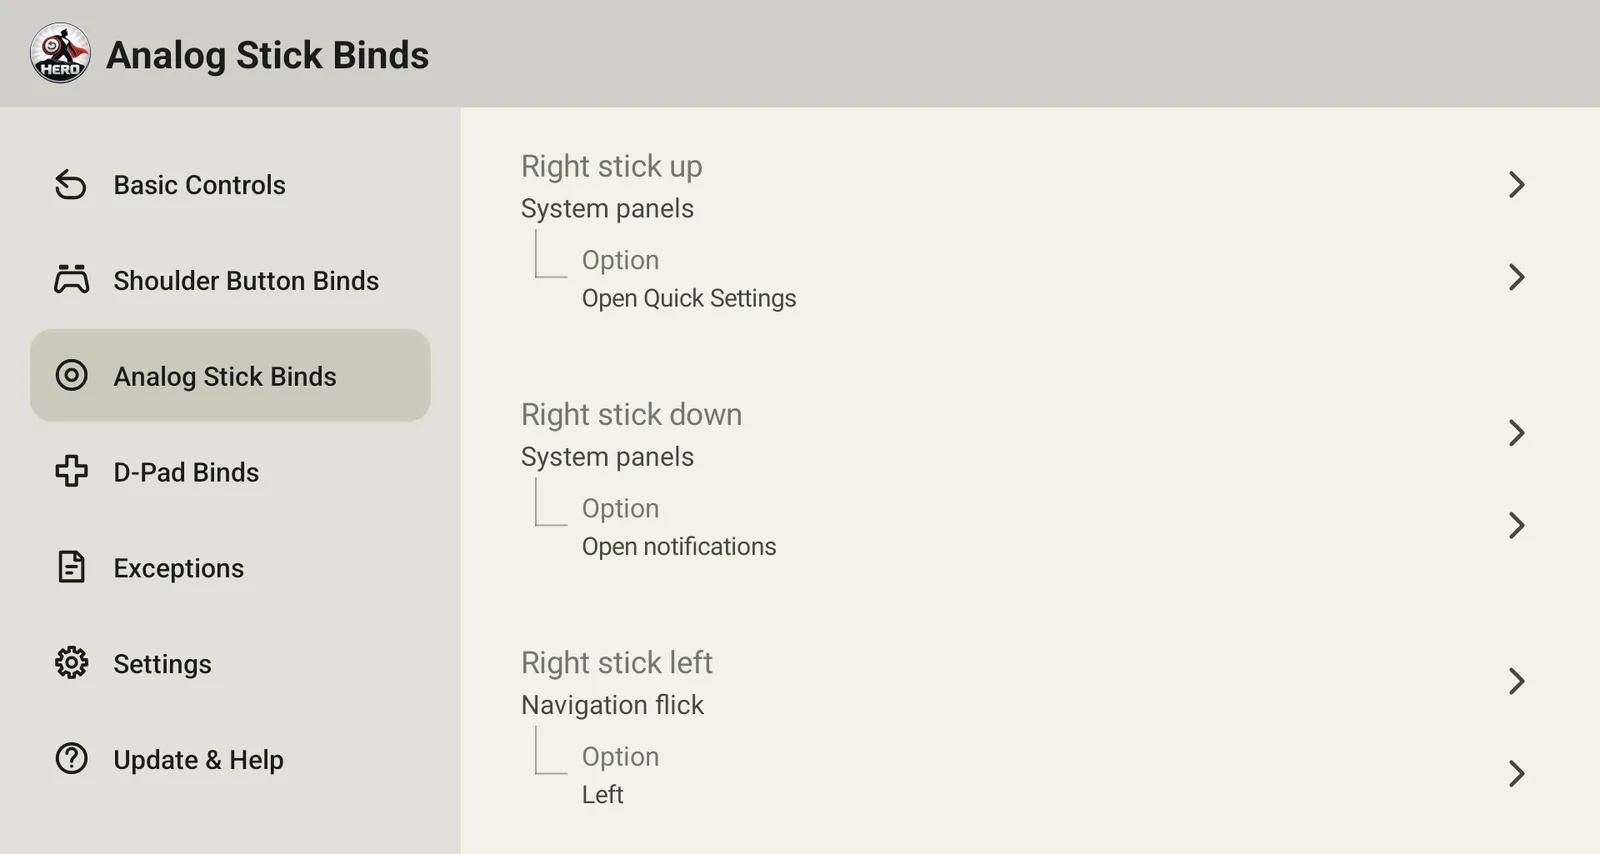 HERO
Analog Stick Binds
Basic Controls
Shoulder Button Binds
Analog Stick Binds
D-Pad Binds
Exceptions
Settings
Update & Help
Right stick up
System panels
Option
Open Quick Settings
Right stick down
System panels
Option
Open notifications
Right stick left
Navigation flick
Option
Left